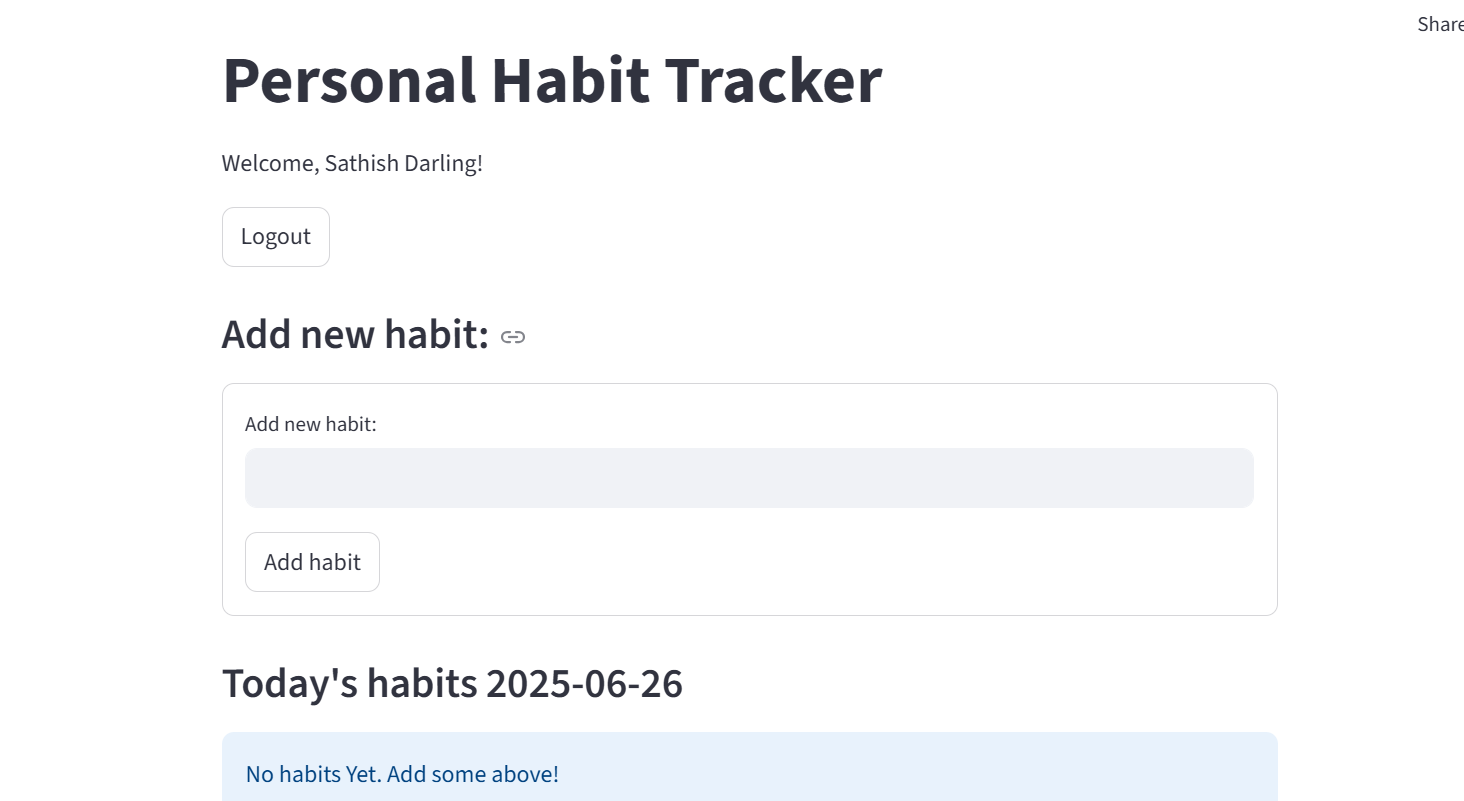 Share
Personal Habit Tracker
Welcome, Sathish Darling!
Logout
Add new habit:
Add new habit:
Add habit
Today's habits 2025-06-26
No habits Yet. Add some above!